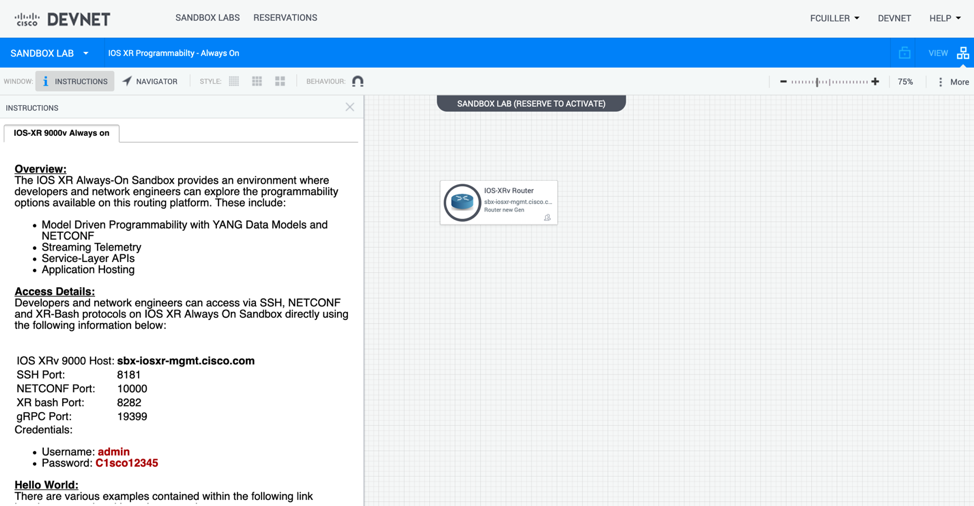 CISCO DEVNET SANDBOX LABS RESERVATIONS FCUILLER DEVNET HELP
SANDBOX LAB IOS XR Programmabilty - Always On VIEW
WINDOW: i INSTRUCTIONS NAVIGATOR STYLE: BEHAVIOUR: 75% More
INSTRUCTIONS
SANDBOX LAB (RESERVE TO ACTIVATE)
IOS-XR 9000v Always on
Overview:
The IOS XR Always-On Sandbox provides an environment where
developers and network engineers can explore the programmability
options available on this routing platform. These include:
• Model Driven Programmability with YANG Data Models and
NETCONF
• Streaming Telemetry
• Service-Layer APIs
• Application Hosting
Access Details:
Developers and network engineers can access via SSH, NETCONF
and XR-Bash protocols on IOS XR Always On Sandbox directly using
the following information below:
IOS XRv 9000 Host: sbx-iosxr-mgmt.cisco.com
SSH Port: 8181
NETCONF Port: 10000
XR bash Port: 8282
gRPC Port: 19399
Credentials:
• Username: admin
• Password: C1sco12345
Hello World:
There are various examples contained within the following link
IOS-XRv Router
sbx-iosxr-mgmt.cisco.c...
Router new Gen